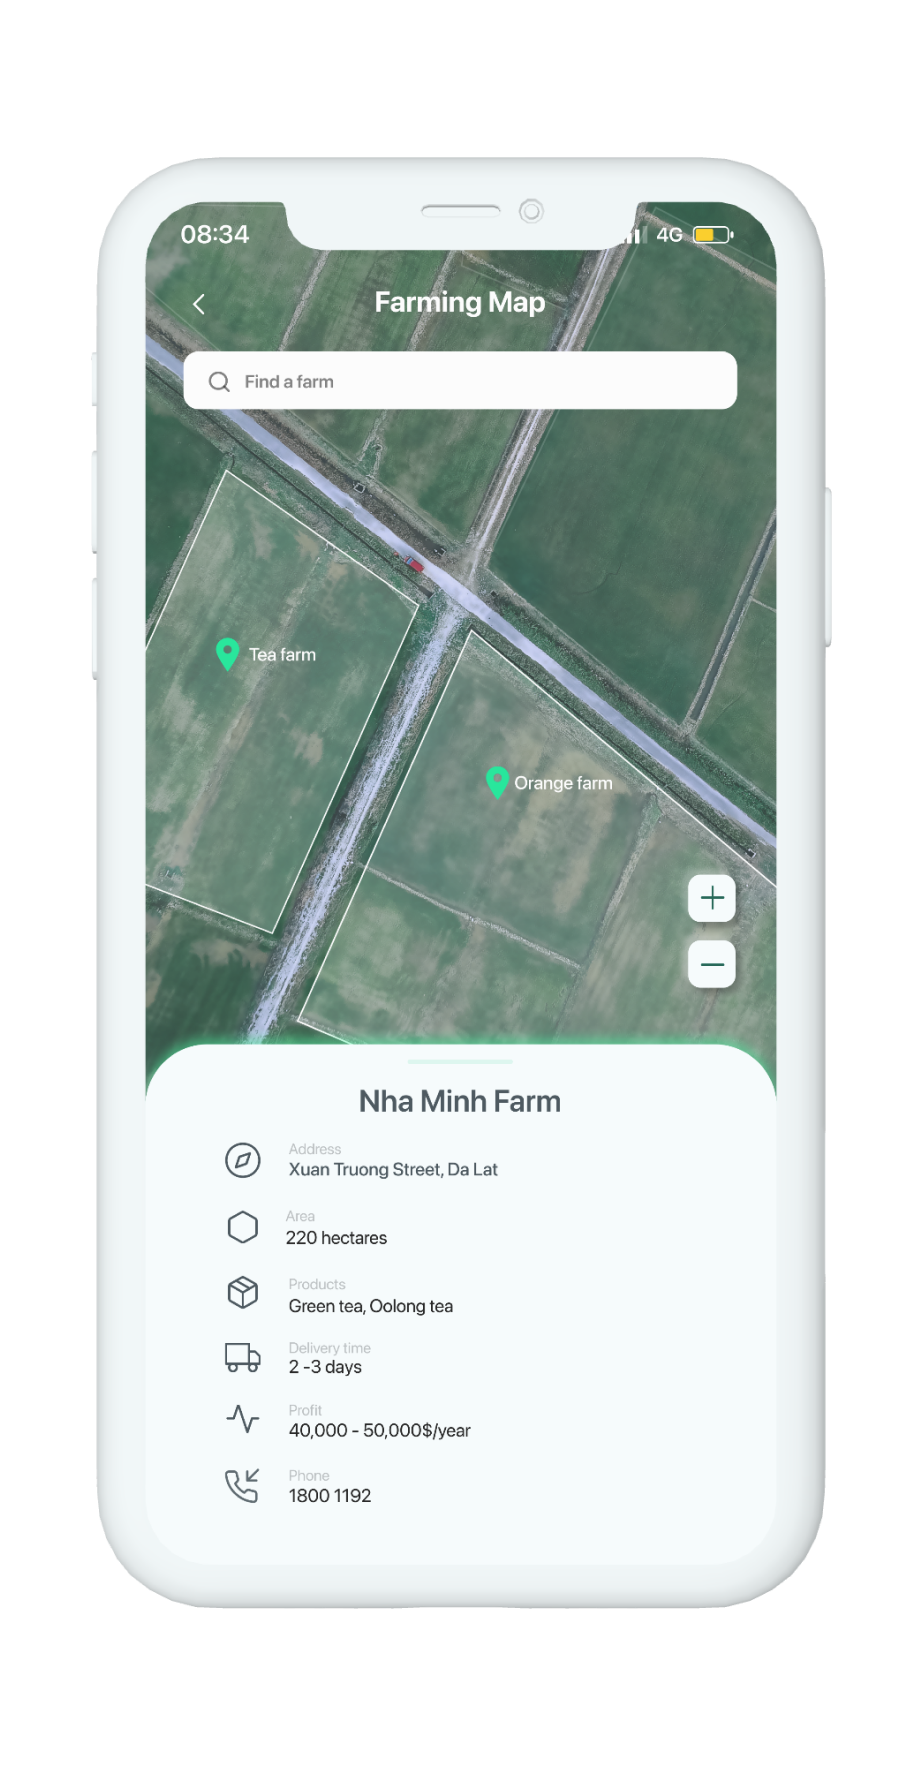 08:34
4G
Farming Map
Find a farm
Tea farm
Orange farm
Nha Minh Farm
Address
Xuan Truong Street, Da Lat
Area
220 hectares
Products
Green tea, Oolong tea
Delivery time
2 -3 days
Profit
40,000 - 50,000$/year
Phone
1800 1192